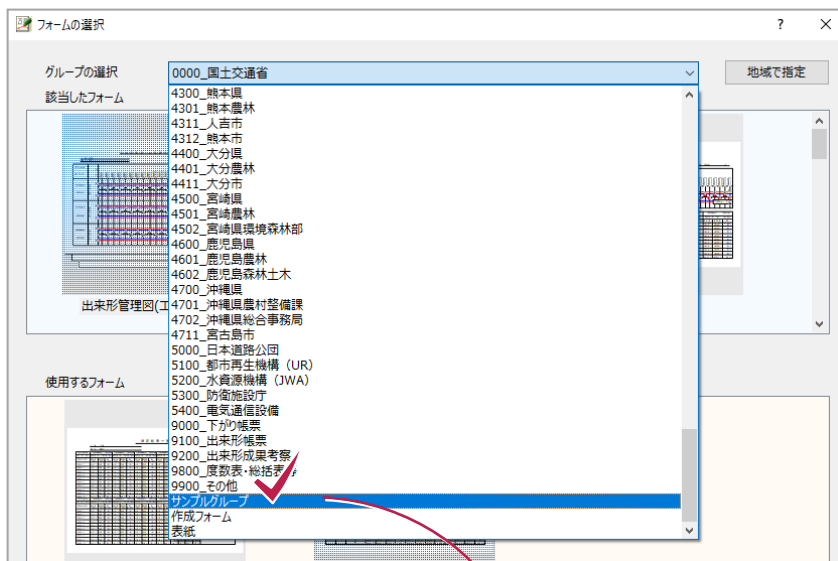 フォームの選択
グループの選択
0000_国土交通省
地域で指定
該当したフォーム
4300_熊本県
4301_熊本農林
4311_人吉市
4312_熊本市
4400_大分県
4401_大分農林
4411_大分市
4500_宮崎県
4501_宮崎農林
4502_宮崎県環境森林部
4600_鹿児島県
4601_鹿児島農林
4602_鹿児島森林土木
4700_沖縄県
4701_沖縄県農村整備課
4702_沖縄県総合事務局
4711_宮古島市
5000_日本道路公団
5100_都市再生機構（UR）
5200_水資源機構（JWA）
5300_防衛施設庁
5400_電気通信設備
9000_下がり帳票
9100_出来形帳票
9200_出来形成果考察
9800_度数表・総括表
9900_その他
サンプルグループ
作成フォーム
表紙
出来形管理図(工
使用するフォーム